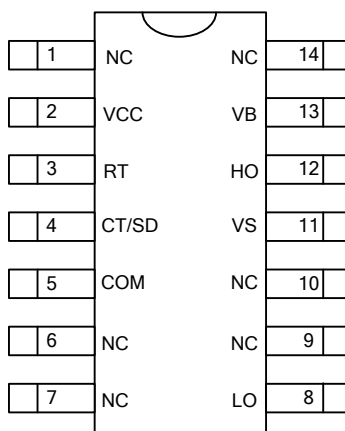 1 NC NC 14
2 VCC VB 13
3 RT HO 12
4 CT/SD VS 11
5 COM NC 10
6 NC NC 9
7 NC LO 8